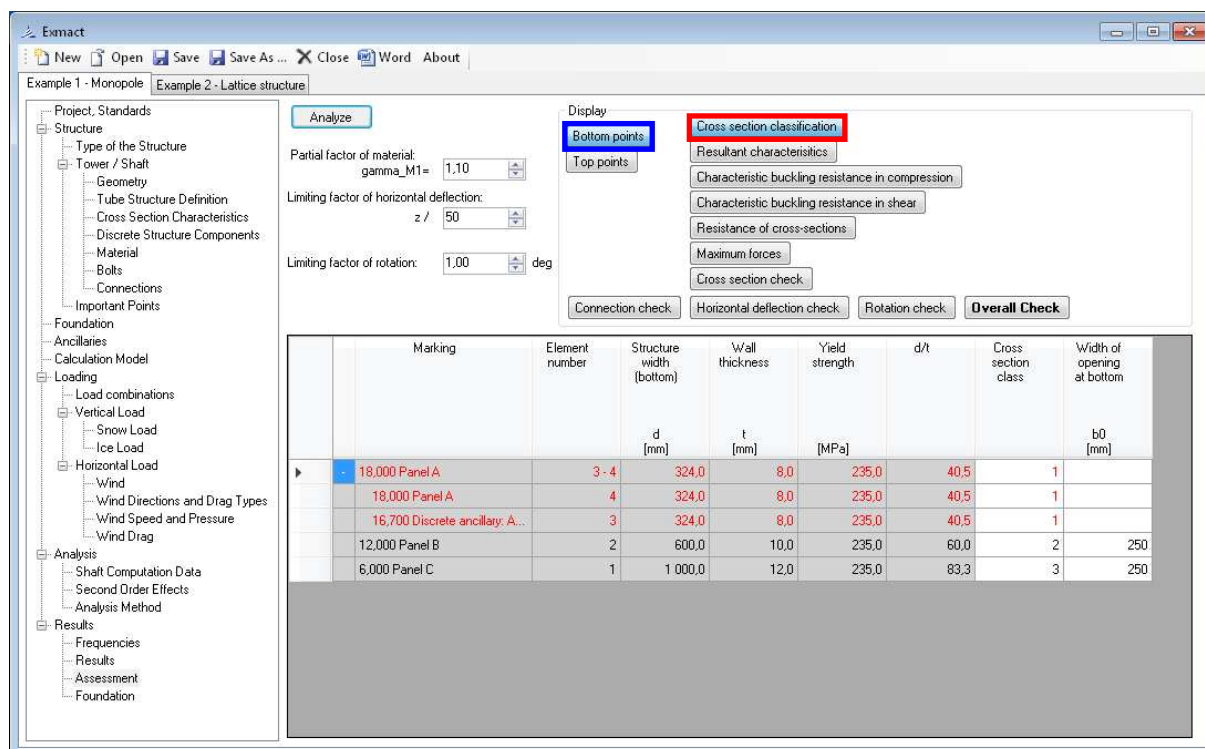 Exmact
New Open Save Save As ... Close Word About
Example 1 - Monopole Example 2 - Lattice structure
Project, Standards
Structure
Type of the Structure
Tower / Shaft
Geometry
Tube Structure Definition
Cross Section Characteristics
Discrete Structure Components
Material
Bolts
Connections
Important Points
Foundation
Ancillaries
Calculation Model
Loading
Load combinations
Vertical Load
Snow Load
Ice Load
Horizontal Load
Wind
Wind Directions and Drag Types
Wind Speed and Pressure
Wind Drag
Analysis
Shaft Computation Data
Second Order Effects
Analysis Method
Results
Frequencies
Results
Assessment
Foundation
Analyze
Partial factor of material:
gamma_M1= 1,10
Limiting factor of horizontal deflection:
z / 50
Limiting factor of rotation: 1,00 deg
Display
Bottom points
Top points
Cross section classification
Resultant characterisitics
Characteristic buckling resistance in compression
Characteristic buckling resistance in shear
Resistance of cross-sections
Maximum forces
Cross section check
Connection check Horizontal deflection check Rotation check Overall Check
Marking Element Structure Wall Yield d/t Cross Width of
number width thickness strength section opening
(bottom) class at bottom
d t b0
[mm] [mm] [MPa] [mm]
- 18,000 Panel A 3 - 4 324,0 8,0 235,0 40,5 1
18,000 Panel A 4 324,0 8,0 235,0 40,5 1
16,700 Discrete ancillary: A... 3 324,0 8,0 235,0 40,5 1
12,000 Panel B 2 600,0 10,0 235,0 60,0 2 250
6,000 Panel C 1 1 000,0 12,0 235,0 83,3 3 250